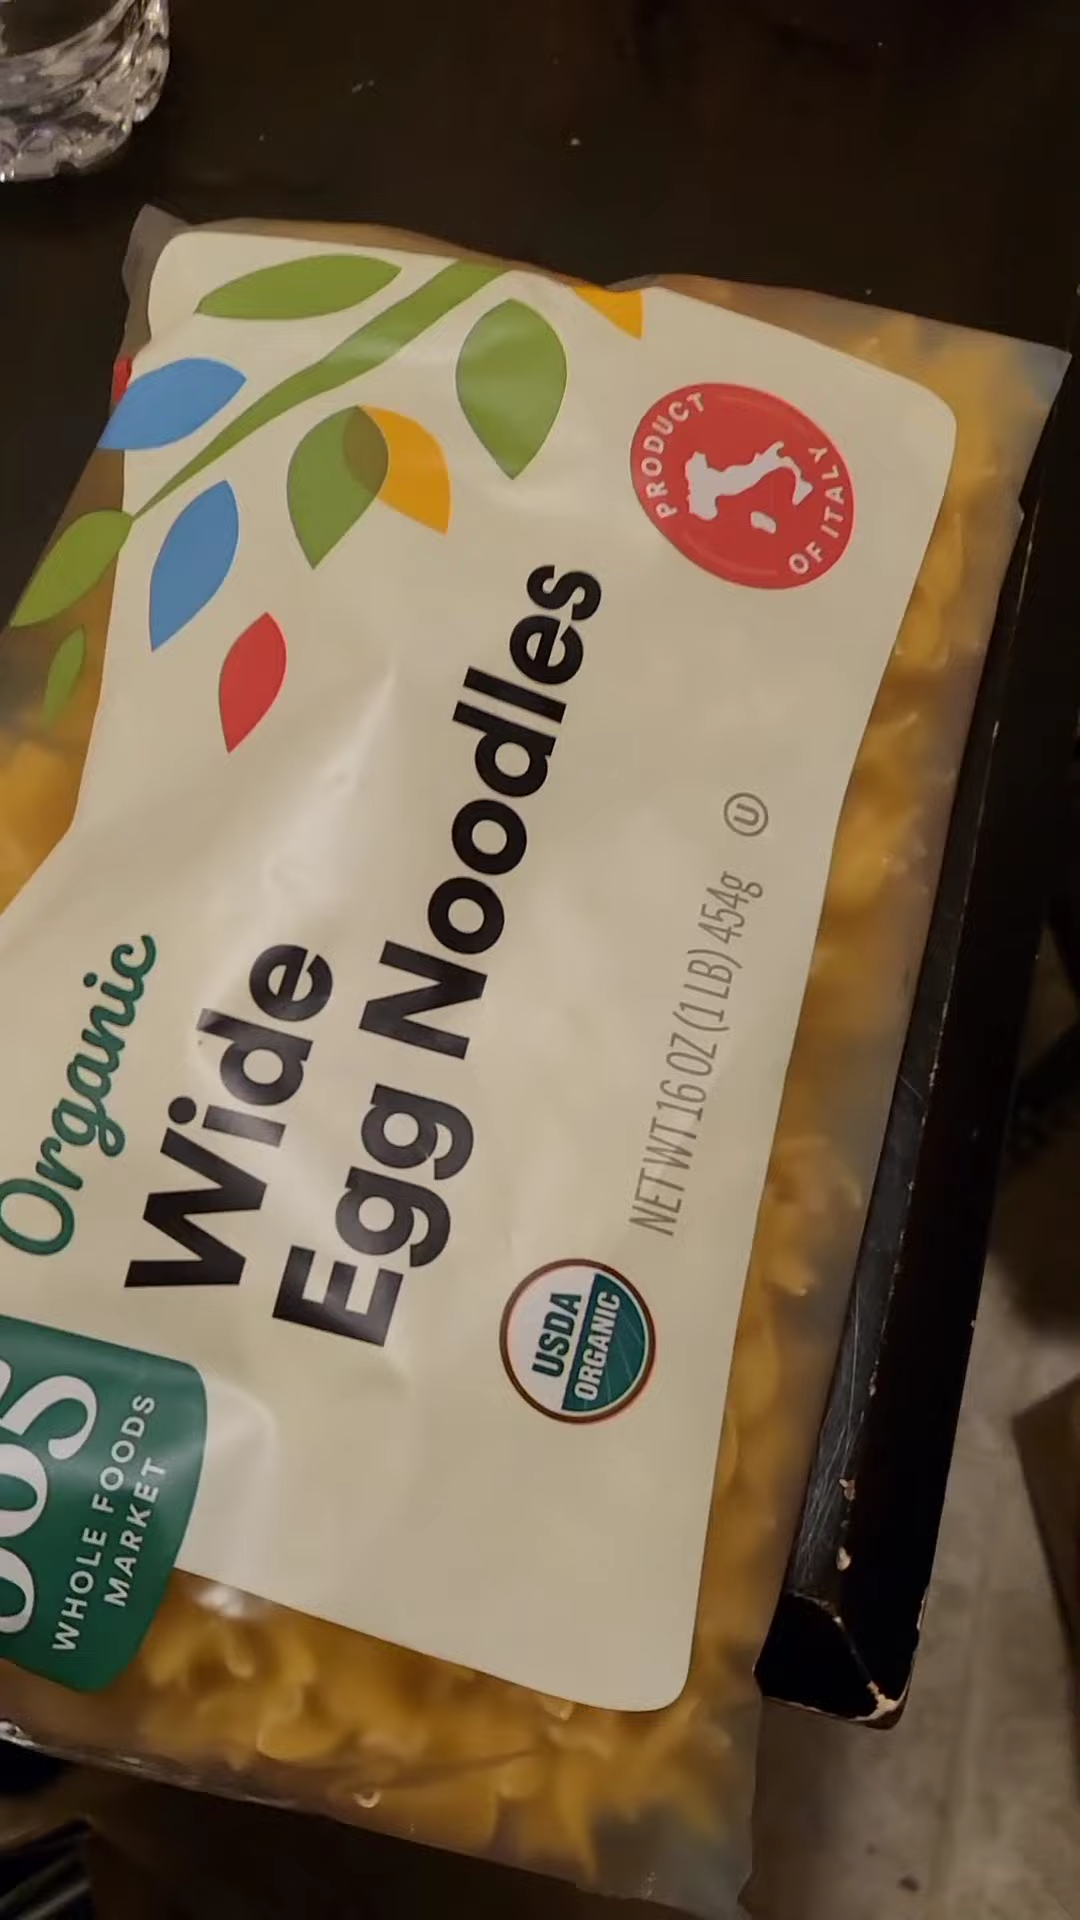 Organic
Wide
Egg Noodles
PRODUCT
OF ITALY
NET WT 16 OZ (1 LB) 454g U
USDA
ORGANIC
WHOLE FOODS
MARKET